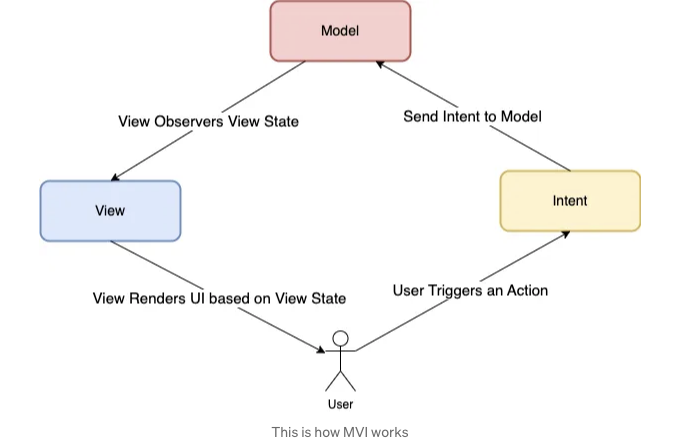 Model
View Observers View State
Send Intent to Model
View
Intent
View Renders UI based on View State
User Triggers an Action
User
This is how MVI works